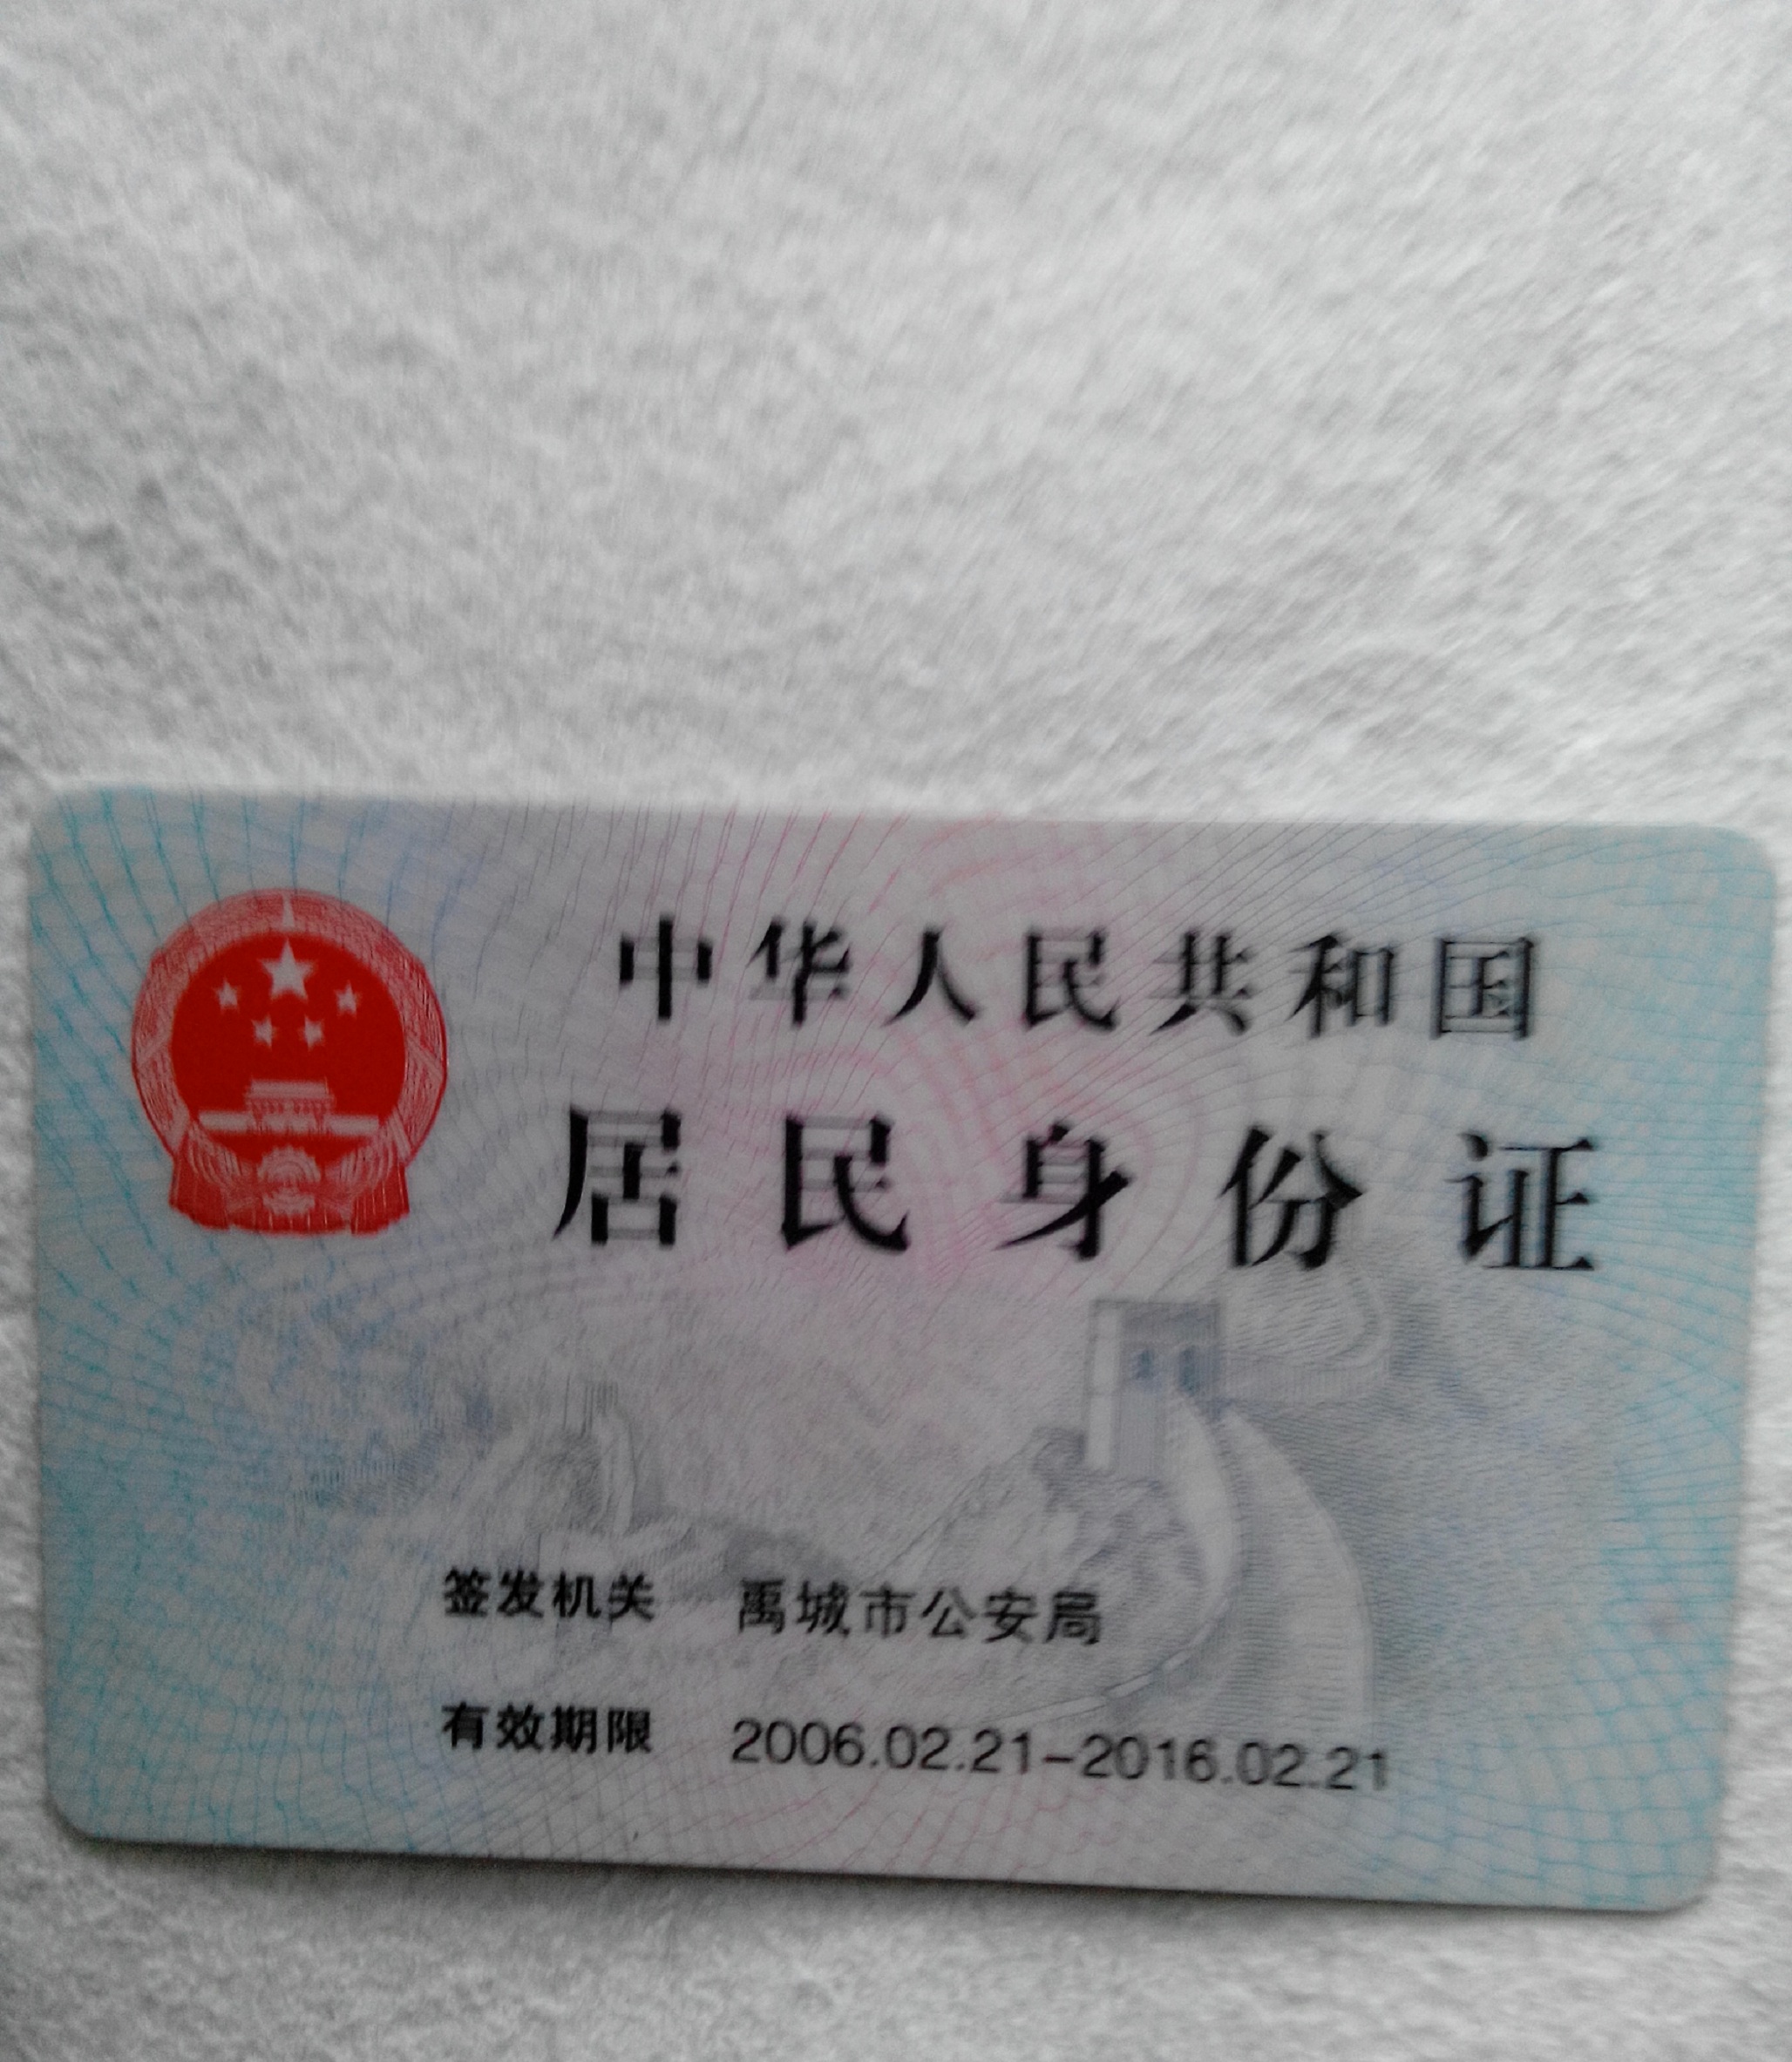 中华人民共和国
居民身份证
签发机关 禹城市公安局
有效期限 2006.02.21-2016.02.21